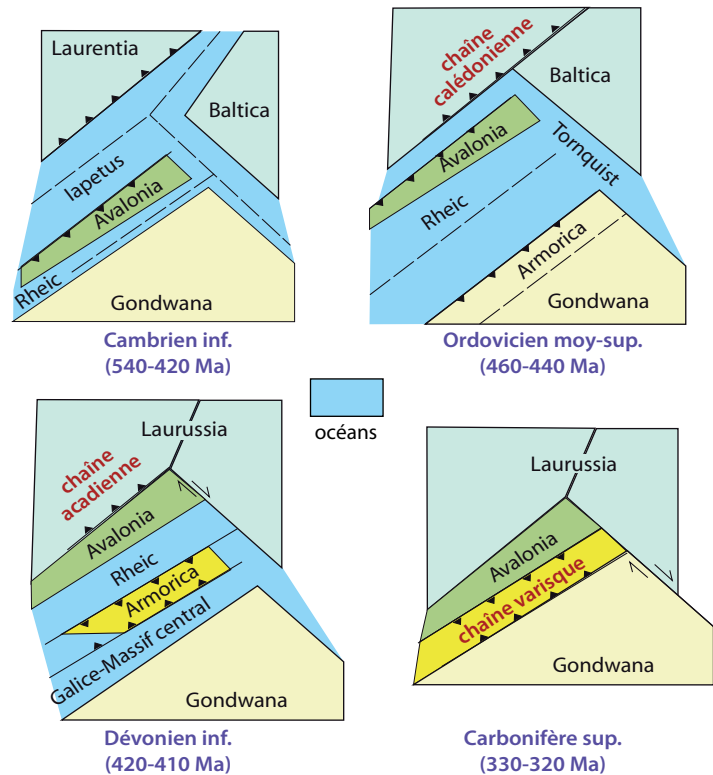 Laurentia
Baltica
Iapetus
Avalonia
Rheic
Gondwana
Cambrien inf.
(540-420 Ma)
chaîne
calédonienne
Baltica
Tornquist
Avalonia
Rheic
Armorica
Gondwana
Ordovicien moy-sup.
(460-440 Ma)
océans
Laurussia
chaîne
acadienne
Avalonia
Rheic
Armorica
Galice-Massif central
Gondwana
Dévonien inf.
(420-410 Ma)
Laurussia
Avalonia
chaîne varisque
Gondwana
Carbonifère sup.
(330-320 Ma)